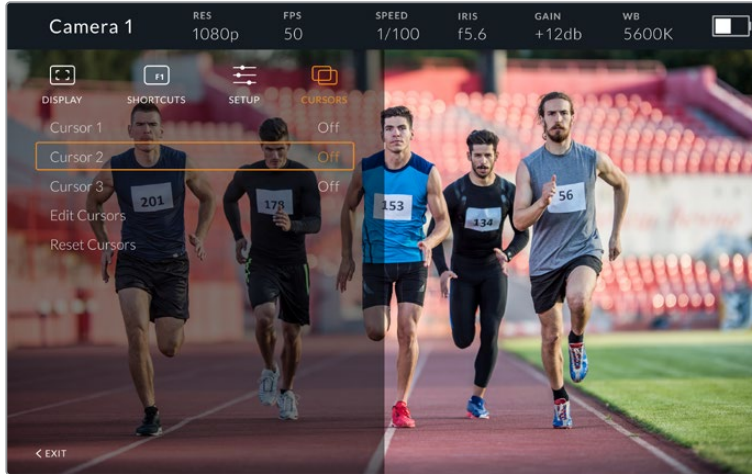 Camera 1
RES FPS SPEED IRIS GAIN WB
1080p 50 1/100 f5.6 +12db 5600K
F1
DISPLAY SHORTCUTS SETUP CURSORS
Cursor 1 Off
Cursor 2 Off
Cursor 3 Off
Edit Cursors
Reset Cursors
201
178
153
134
56
EXIT